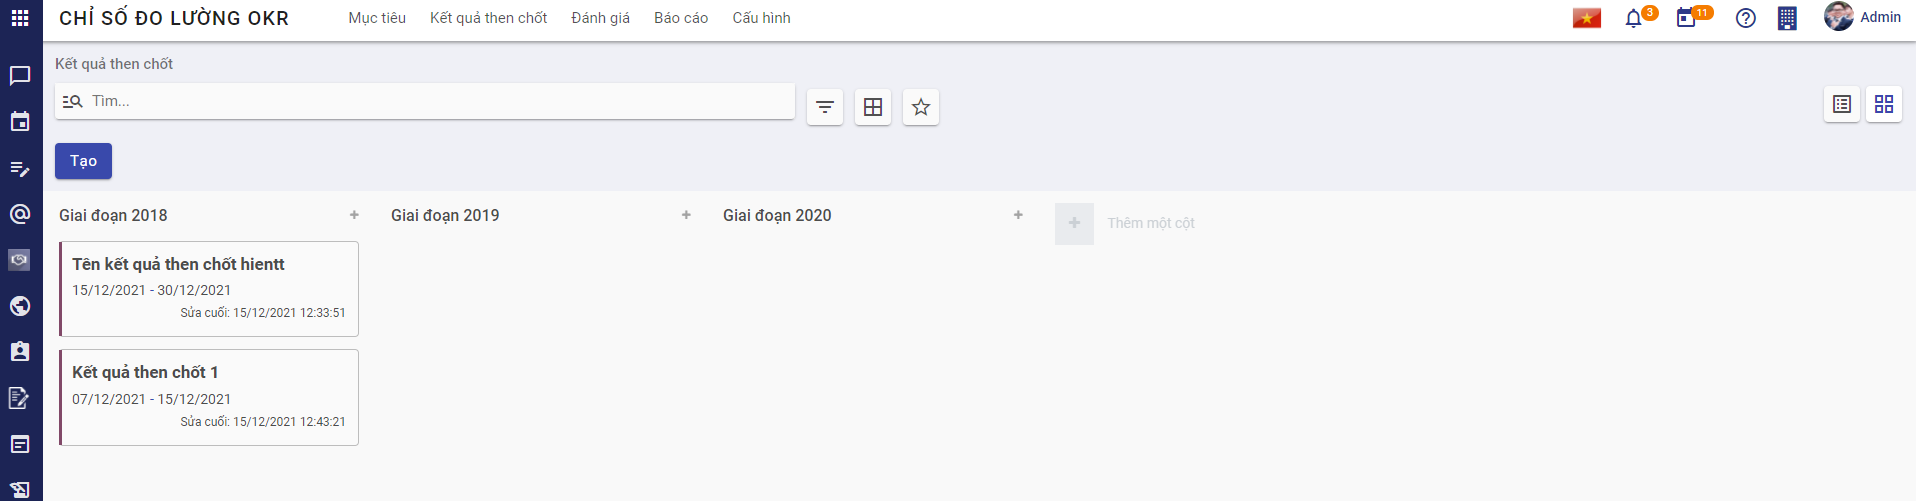 CHỈ SỐ ĐO LƯỜNG OKR Mục tiêu Kết quả then chốt Đánh giá Báo cáo Cấu hình 3 11 Admin
Kết quả then chốt
Tìm...
Tạo
Giai đoạn 2018 Giai đoạn 2019 Giai đoạn 2020 Thêm một cột
Tên kết quả then chốt hientt
15/12/2021 - 30/12/2021
Sửa cuối: 15/12/2021 12:33:51
Kết quả then chốt 1
07/12/2021 - 15/12/2021
Sửa cuối: 15/12/2021 12:43:21